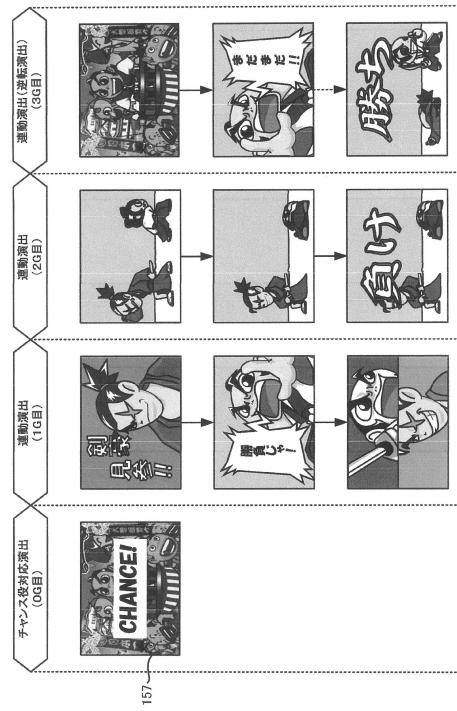 チャンス役対応演出
(0G目)
157
CHANCE!
連動演出
(1G目)
剣豪
見参!!
勝負じゃ!
連動演出
(2G目)
負け
連動演出(逆転演出)
(3G目)
まだまだ!!
勝ち